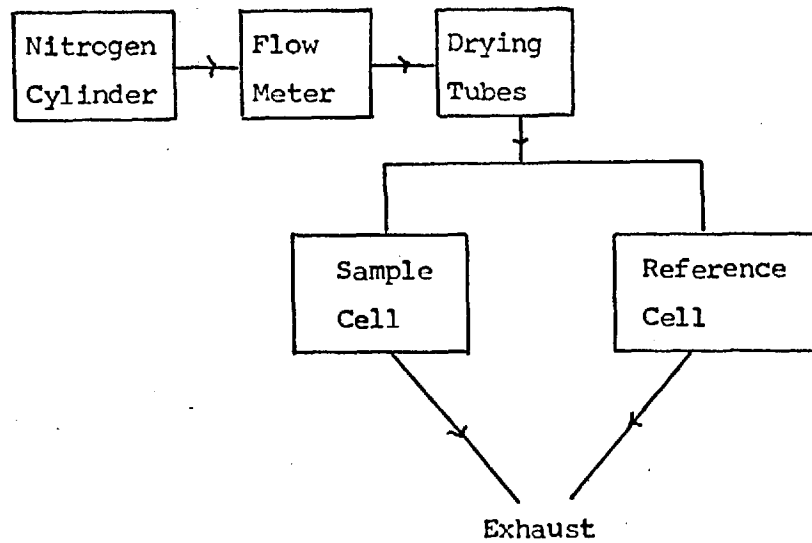 Nitrogen
Cylinder
Flow
Meter
Drying
Tubes
Sample
Cell
Reference
Cell
Exhaust